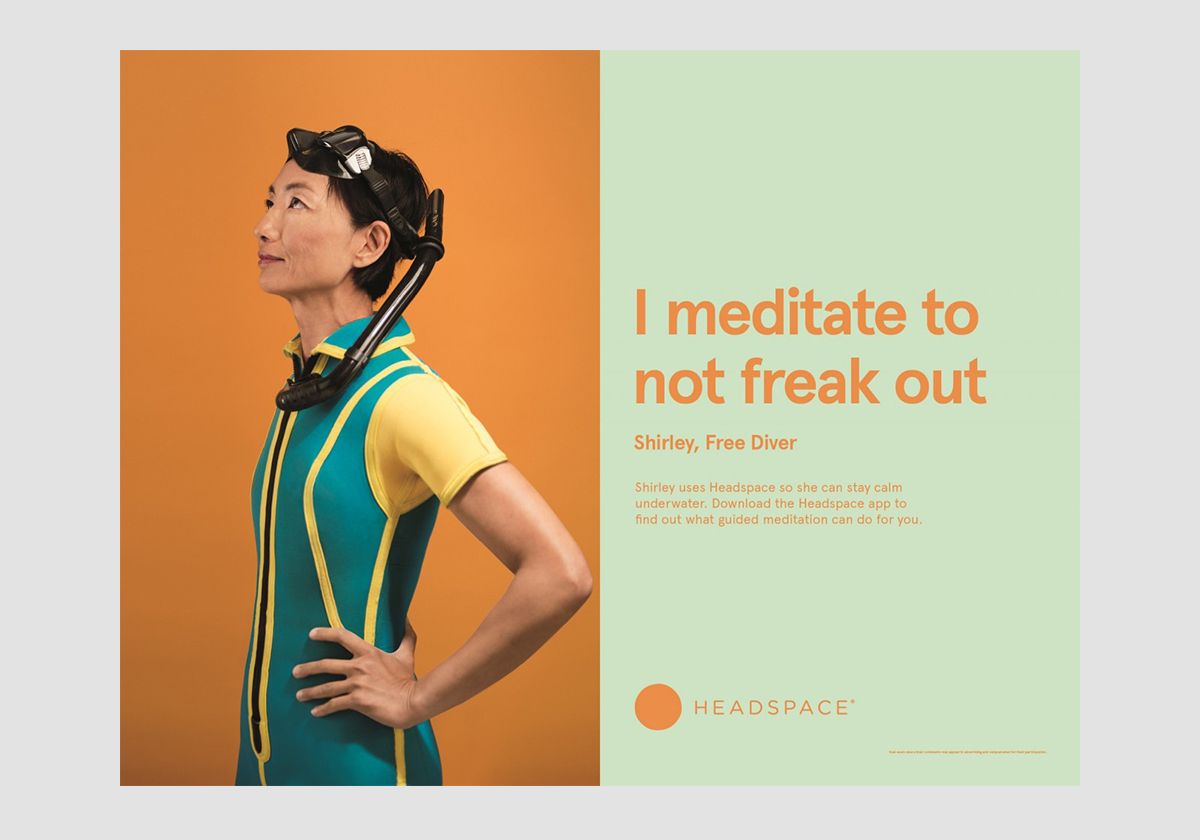 I meditate to
not freak out
Shirley, Free Diver
Shirley uses Headspace so she can stay calm
underwater. Download the Headspace app to
find out what guided meditation can do for you.
HEADSPACE®